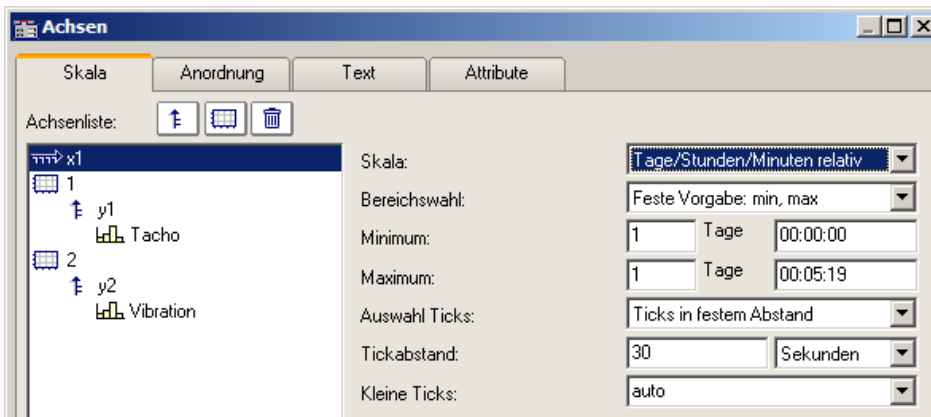 Achsen
Skala Anordnung Text Attribute
Achsenliste:
x1
1
y1
Tacho
2
y2
Vibration
Skala: Tage/Stunden/Minuten relativ
Bereichswahl: Feste Vorgabe: min, max
Minimum: 1 Tage 00:00:00
Maximum: 1 Tage 00:05:19
Auswahl Ticks: Ticks in festem Abstand
Tickabstand: 30 Sekunden
Kleine Ticks: auto